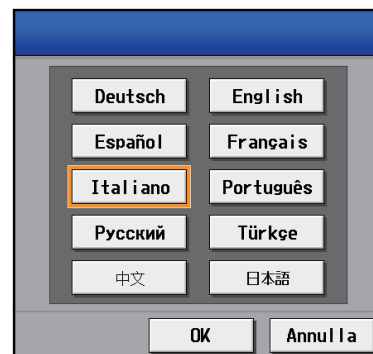 Deutsch English
Español Français
Italiano Português
Русский Türkçe
中文 日本語
OK Annulla